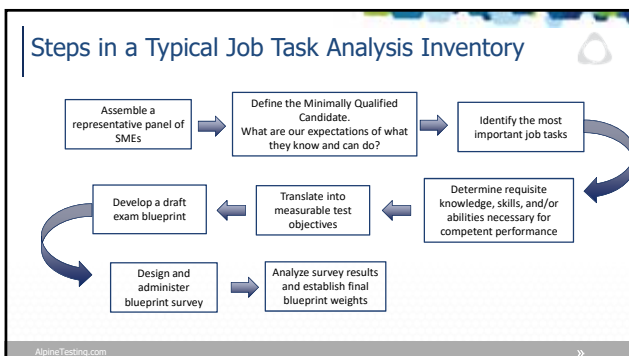 Steps in a Typical Job Task Analysis Inventory
Assemble a
representative panel of
SMEs
Define the Minimally Qualified
Candidate.
What are our expectations of what
they know and can do?
Identify the most
important job tasks
Determine requisite
knowledge, skills, and/or
abilities necessary for
competent performance
Translate into
measurable test
objectives
Develop a draft
exam blueprint
Design and
administer
blueprint survey
Analyze survey results
and establish final
blueprint weights
AlpineTesting.com
»